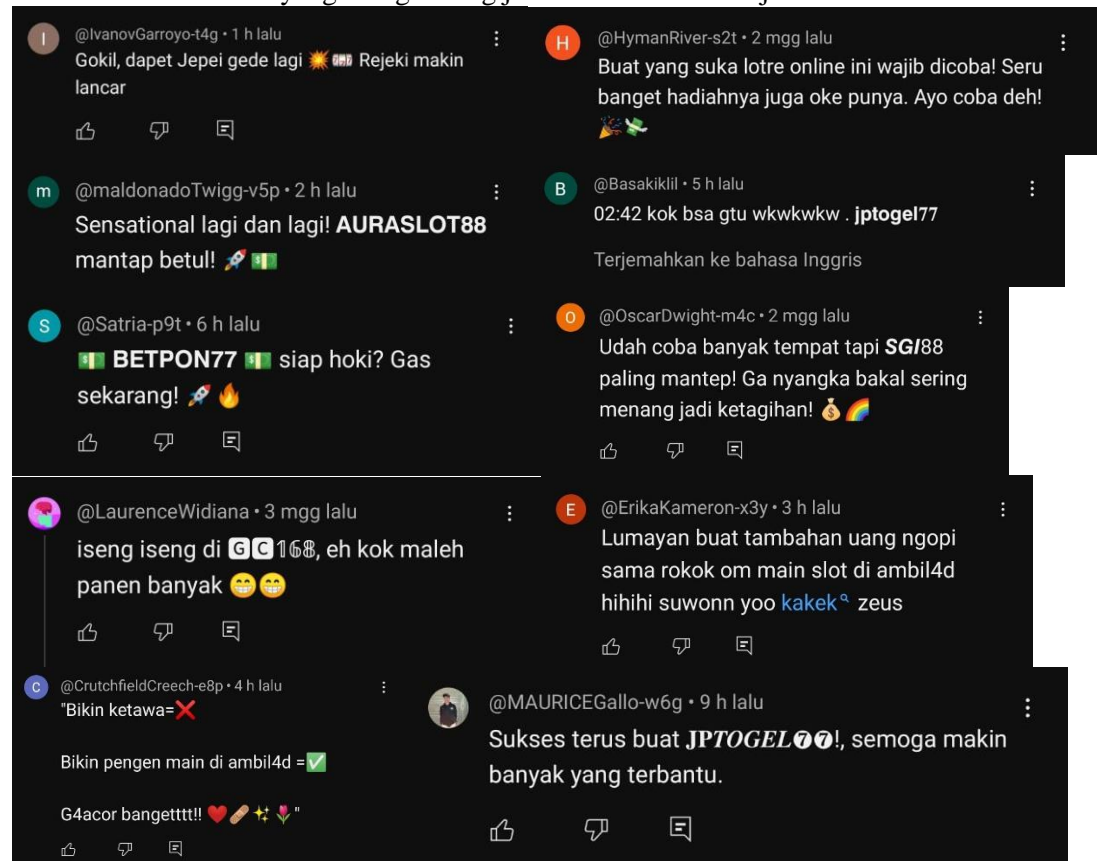 I
@IvanovGarroyo-t4g • 1 h lalu
Gokil, dapet Jepei gede lagi 💥🎰 Rejeki makin
lancar
H
@HymanRiver-s2t • 2 mgg lalu
Buat yang suka lotre online ini wajib dicoba! Seru
banget hadiahnya juga oke punya. Ayo coba deh!
🎉💸
m
@maldonadoTwigg-v5p • 2 h lalu
Sensational lagi dan lagi! AURASLOT88
mantap betul! 🚀💵
B
@Basakiklil • 5 h lalu
02:42 kok bsa gtu wkwkwkw . jptogel77
Terjemahkan ke bahasa Inggris
S
@Satria-p9t • 6 h lalu
💵 BETPON77 💵 siap hoki? Gas
sekarang! 🚀🔥
O
@OscarDwight-m4c • 2 mgg lalu
Udah coba banyak tempat tapi SGI88
paling mantep! Ga nyangka bakal sering
menang jadi ketagihan! 💰🌈
@LaurenceWidiana • 3 mgg lalu
iseng iseng di 🅶🅲𝟙𝟞𝟠, eh kok maleh
panen banyak 😁😁
E
@ErikaKameron-x3y • 3 h lalu
Lumayan buat tambahan uang ngopi
sama rokok om main slot di ambil4d
hihihi suwonn yoo kakek zeus
C
@CrutchfieldCreech-e8p • 4 h lalu
"Bikin ketawa=❌
Bikin pengen main di ambil4d =✅
G4acor bangetttt!! ❤️🩹✨🌷"
@MAURICEGallo-w6g • 9 h lalu
Sukses terus buat 𝐉𝐏𝑻𝑶𝑮𝑬𝑳➐➐!, semoga makin
banyak yang terbantu.